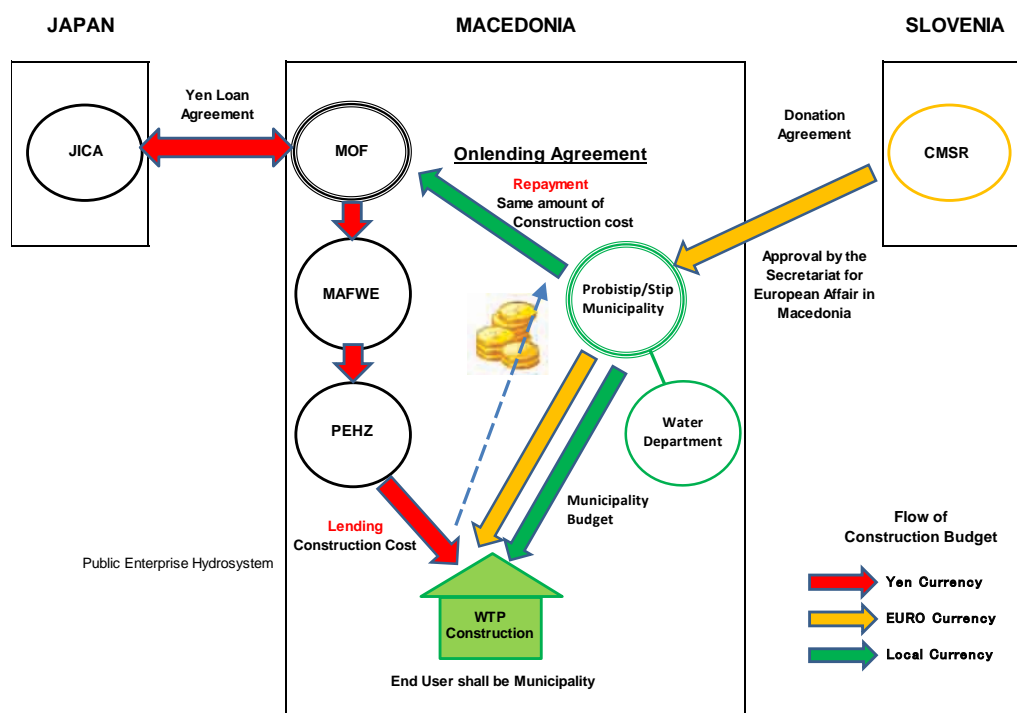 JAPAN
MACEDONIA
SLOVENIA
Yen Loan
Agreement
JICA
MOF
Onlending Agreement
Repayment
Same amount of
Construction cost
Donation
Agreement
CMSR
MAFWE
Probistip/Stip
Municipality
Approval by the
Secretariat for
European Affair in
Macedonia
PEHZ
Water
Department
Lending
Construction Cost
Municipality
Budget
Public Enterprise Hydrosystem
WTP
Construction
End User shall be Municipality
Flow of
Construction Budget
Yen Currency
EURO Currency
Local Currency